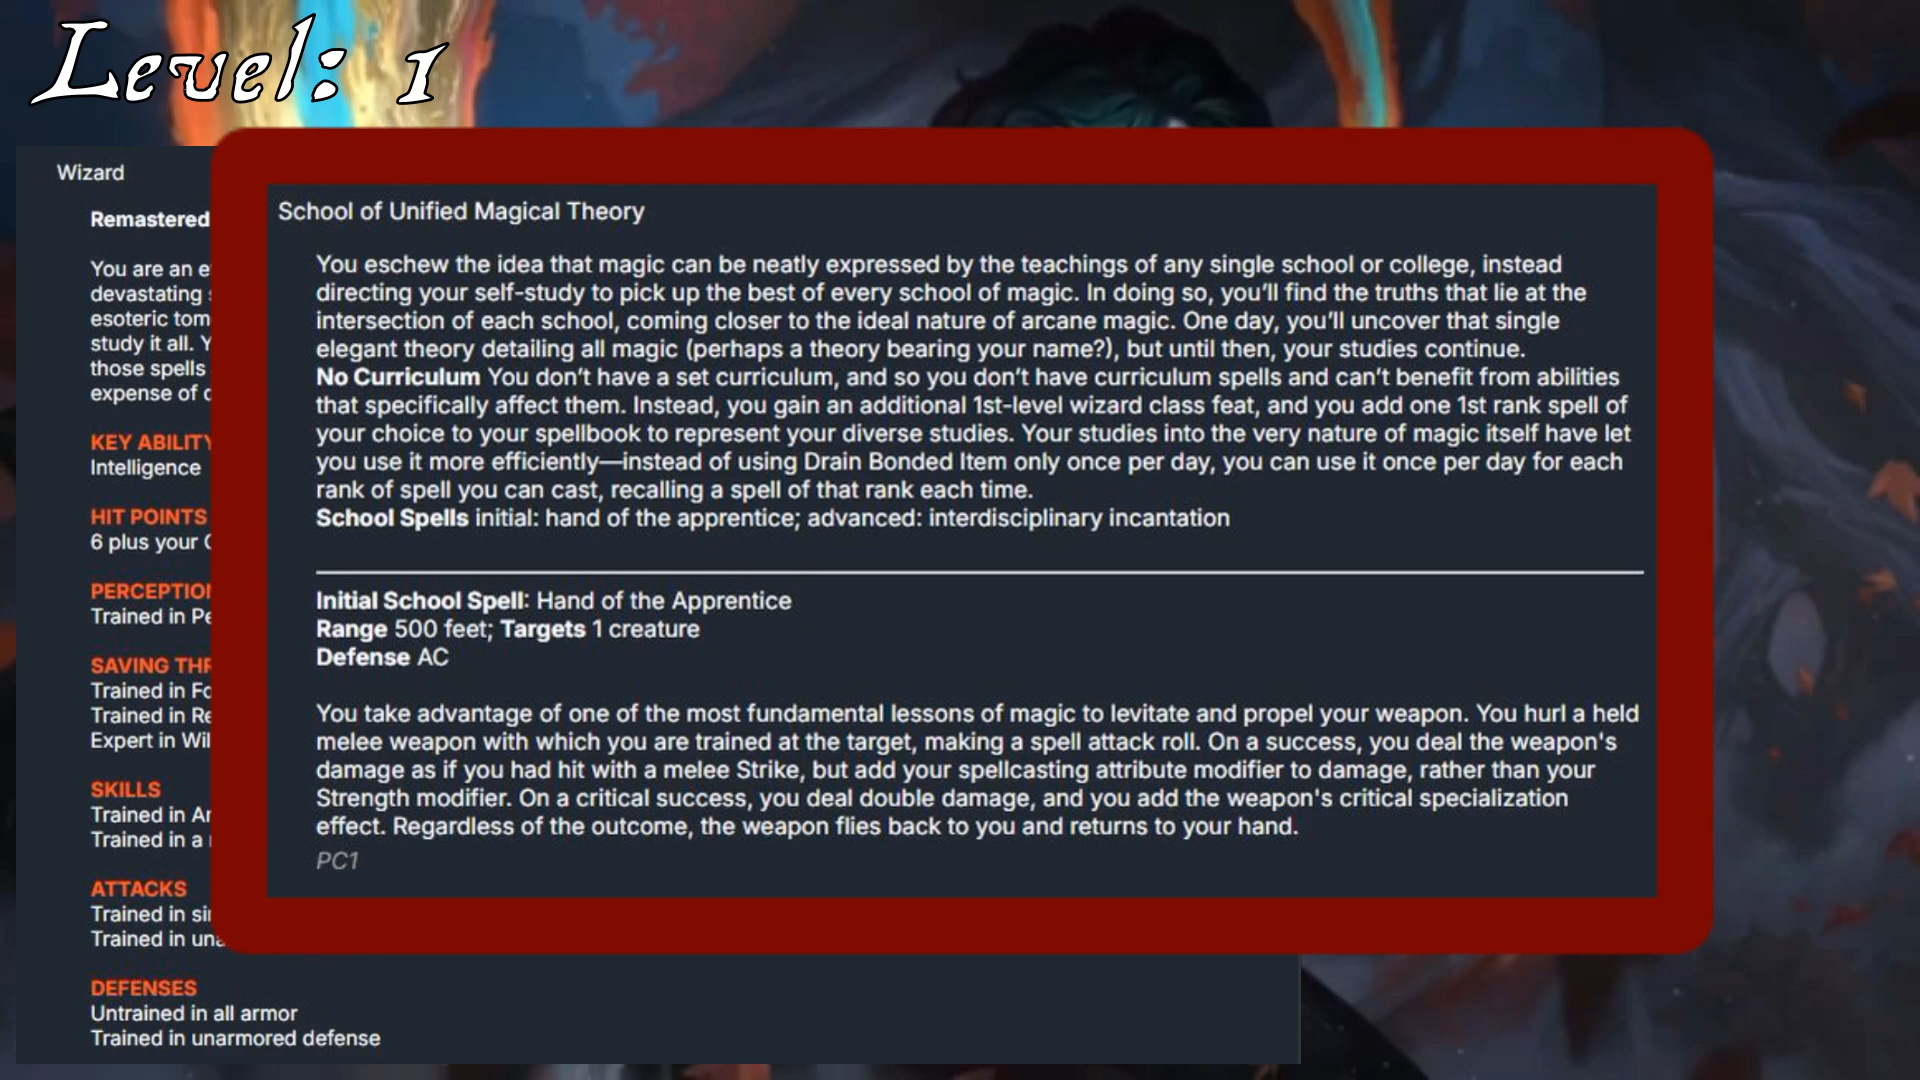 Level: 1
Wizard
Remastered
You are an
devastating
esoteric tom
study it all. Y
those spells
expense of
KEY ABILITY
Intelligence
HIT POINTS
6 plus your
PERCEPTION
Trained in Pe
SAVING THR
Trained in Fo
Trained in Re
Expert in Wil
SKILLS
Trained in Ar
Trained in a
ATTACKS
Trained in sim
Trained in una
DEFENSES
Untrained in all armor
Trained in unarmored defense
School of Unified Magical Theory
You eschew the idea that magic can be neatly expressed by the teachings of any single school or college, instead
directing your self-study to pick up the best of every school of magic. In doing so, you'll find the truths that lie at the
intersection of each school, coming closer to the ideal nature of arcane magic. One day, you'll uncover that single
elegant theory detailing all magic (perhaps a theory bearing your name?), but until then, your studies continue.
No Curriculum You don't have a set curriculum, and so you don't have curriculum spells and can't benefit from abilities
that specifically affect them. Instead, you gain an additional 1st-level wizard class feat, and you add one 1st rank spell of
your choice to your spellbook to represent your diverse studies. Your studies into the very nature of magic itself have let
you use it more efficiently—instead of using Drain Bonded Item only once per day, you can use it once per day for each
rank of spell you can cast, recalling a spell of that rank each time.
School Spells initial: hand of the apprentice; advanced: interdisciplinary incantation
Initial School Spell: Hand of the Apprentice
Range 500 feet; Targets 1 creature
Defense AC
You take advantage of one of the most fundamental lessons of magic to levitate and propel your weapon. You hurl a held
melee weapon with which you are trained at the target, making a spell attack roll. On a success, you deal the weapon's
damage as if you had hit with a melee Strike, but add your spellcasting attribute modifier to damage, rather than your
Strength modifier. On a critical success, you deal double damage, and you add the weapon's critical specialization
effect. Regardless of the outcome, the weapon flies back to you and returns to your hand.
PC1